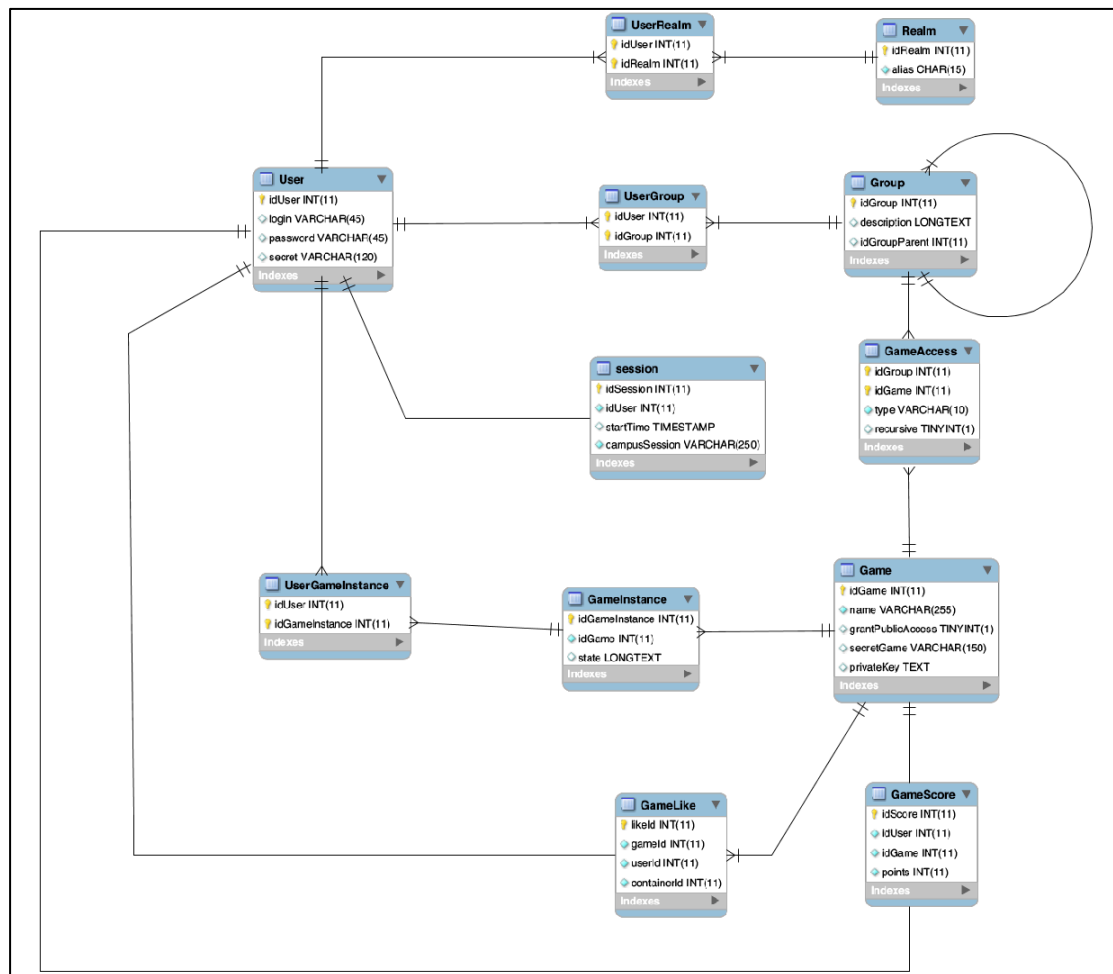 UserRealm
idUser INT(11)
idRealm INT(11)
Indexes
Realm
idRealm INT(11)
alias CHAR(15)
Indexes
User
idUser INT(11)
login VARCHAR(45)
password VARCHAR(45)
secret VARCHAR(120)
Indexes
UserGroup
idUser INT(11)
idGroup INT(11)
Indexes
Group
idGroup INT(11)
description LONGTEXT
idGroupParent INT(11)
Indexes
GameAccess
idGroup INT(11)
idGame INT(11)
type VARCHAR(10)
recursive TINYINT(1)
Indexes
session
idSession INT(11)
idUser INT(11)
startTime TIMESTAMP
campusSession VARCHAR(250)
Indexes
UserGameInstance
idUser INT(11)
idGameInstance INT(11)
Indexes
GameInstance
idGameInstance INT(11)
idGame INT(11)
state LONGTEXT
Indexes
Game
idGame INT(11)
name VARCHAR(255)
grantPublicAccess TINYINT(1)
secretGame VARCHAR(150)
privateKey TEXT
Indexes
GameLike
likeId INT(11)
gameId INT(11)
userId INT(11)
containerId INT(11)
Indexes
GameScore
idScore INT(11)
idUser INT(11)
idGame INT(11)
points INT(11)
Indexes